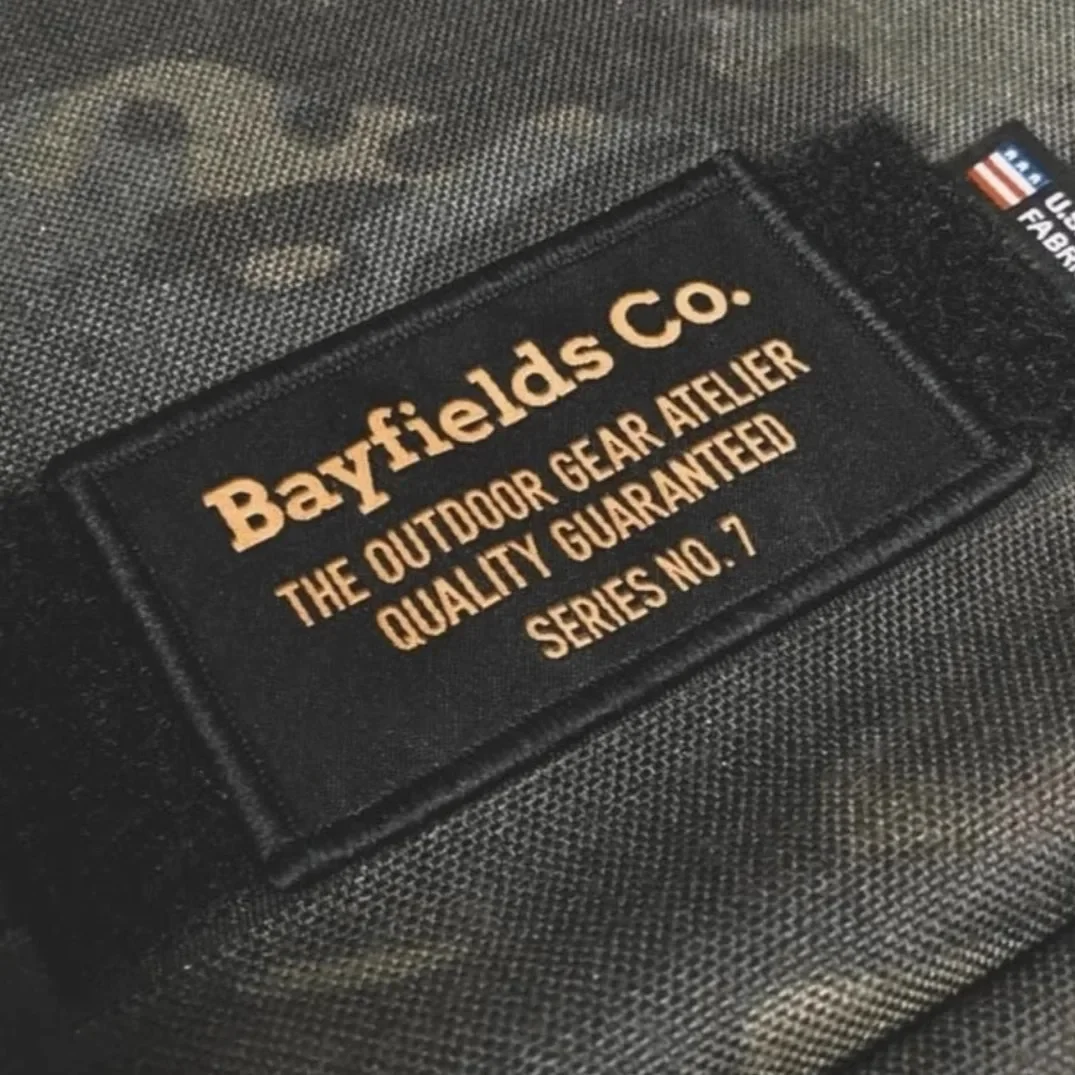 Bayfields Co.
THE OUTDOOR GEAR ATELIER
QUALITY GUARANTEED
SERIES NO. 7